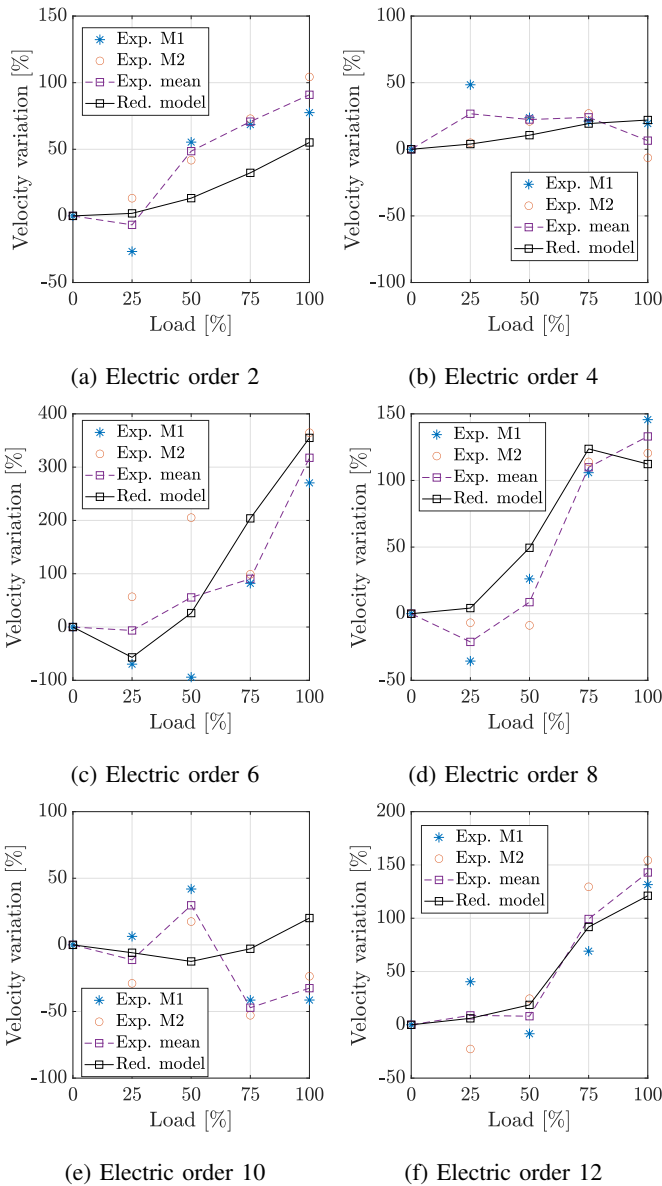 150
100
50
0
-50
Velocity variation [%]
Exp. M1
Exp. M2
Exp. mean
Red. model
0 25 50 75 100
Load [%]
(a) Electric order 2
100
50
0
-50
-100
Velocity variation [%]
Exp. M1
Exp. M2
Exp. mean
Red. model
0 25 50 75 100
Load [%]
(b) Electric order 4
400
300
200
100
0
-100
Velocity variation [%]
Exp. M1
Exp. M2
Exp. mean
Red. model
0 25 50 75 100
Load [%]
(c) Electric order 6
150
100
50
0
-50
Velocity variation [%]
Exp. M1
Exp. M2
Exp. mean
Red. model
0 25 50 75 100
Load [%]
(d) Electric order 8
100
50
0
-50
-100
Velocity variation [%]
Exp. M1
Exp. M2
Exp. mean
Red. model
0 25 50 75 100
Load [%]
(e) Electric order 10
200
150
100
50
0
-50
Velocity variation [%]
Exp. M1
Exp. M2
Exp. mean
Red. model
0 25 50 75 100
Load [%]
(f) Electric order 12